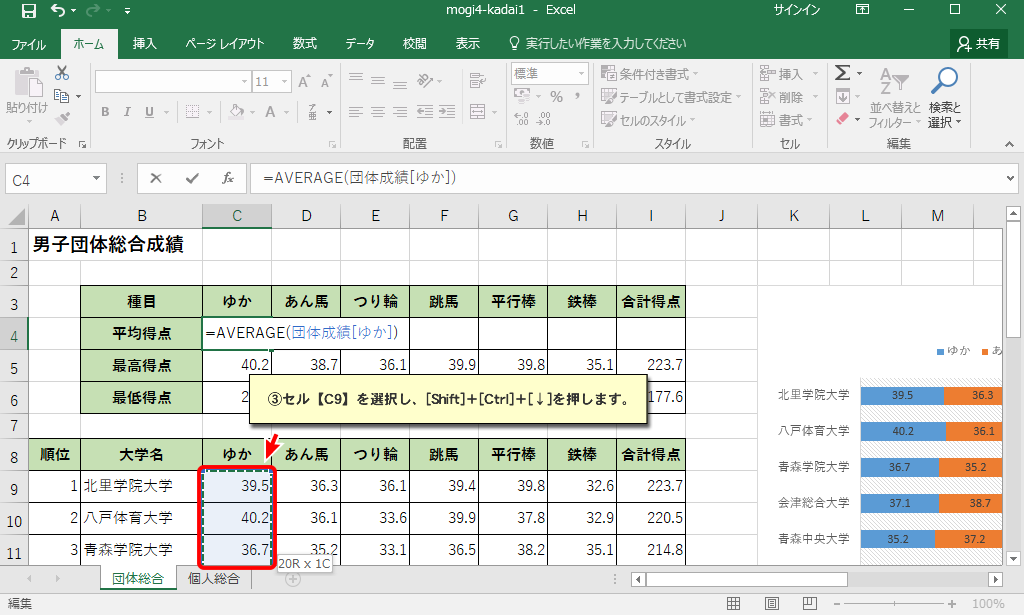 mogi4-kadai1 - Excel サインイン
ファイル ホーム 挿入 ページ レイアウト 数式 データ 校閲 表示 実行したい作業を入力してください 共有
貼り付け 11 標準 条件付き書式 挿入 並べ替えと 検索と
B I U テーブルとして書式設定 削除 フィルター 選択
セルのスタイル 書式
クリップボード フォント 配置 数値 スタイル セル 編集
C4 fx =AVERAGE(団体成績[ゆか])
A B C D E F G H I J K L M
1 男子団体総合成績
2
3 種目 ゆか あん馬 つり輪 跳馬 平行棒 鉄棒 合計得点
4 平均得点 =AVERAGE(団体成績[ゆか])
5 最高得点 40.2 38.7 36.1 39.9 39.8 35.1 223.7
6 最低得点 2 177.6
③セル【C9】を選択し、[Shift]+[Ctrl]+[↓]を押します。
7
8 順位 大学名 ゆか あん馬 つり輪 跳馬 平行棒 鉄棒 合計得点
9 1 北里学院大学 39.5 36.3 36.1 39.4 39.8 32.6 223.7
10 2 八戸体育大学 40.2 36.1 33.6 39.9 37.8 32.9 220.5
11 3 青森学院大学 36.7 35.2 33.1 36.5 38.2 35.1 214.8
20R x 1C
ゆか あ
北里学院大学 39.5 36.3
八戸体育大学 40.2 36.1
青森学院大学 36.7 35.2
会津総合大学 37.1 38.7
青森中央大学 35.2 37.2
団体総合 個人総合
編集 100%